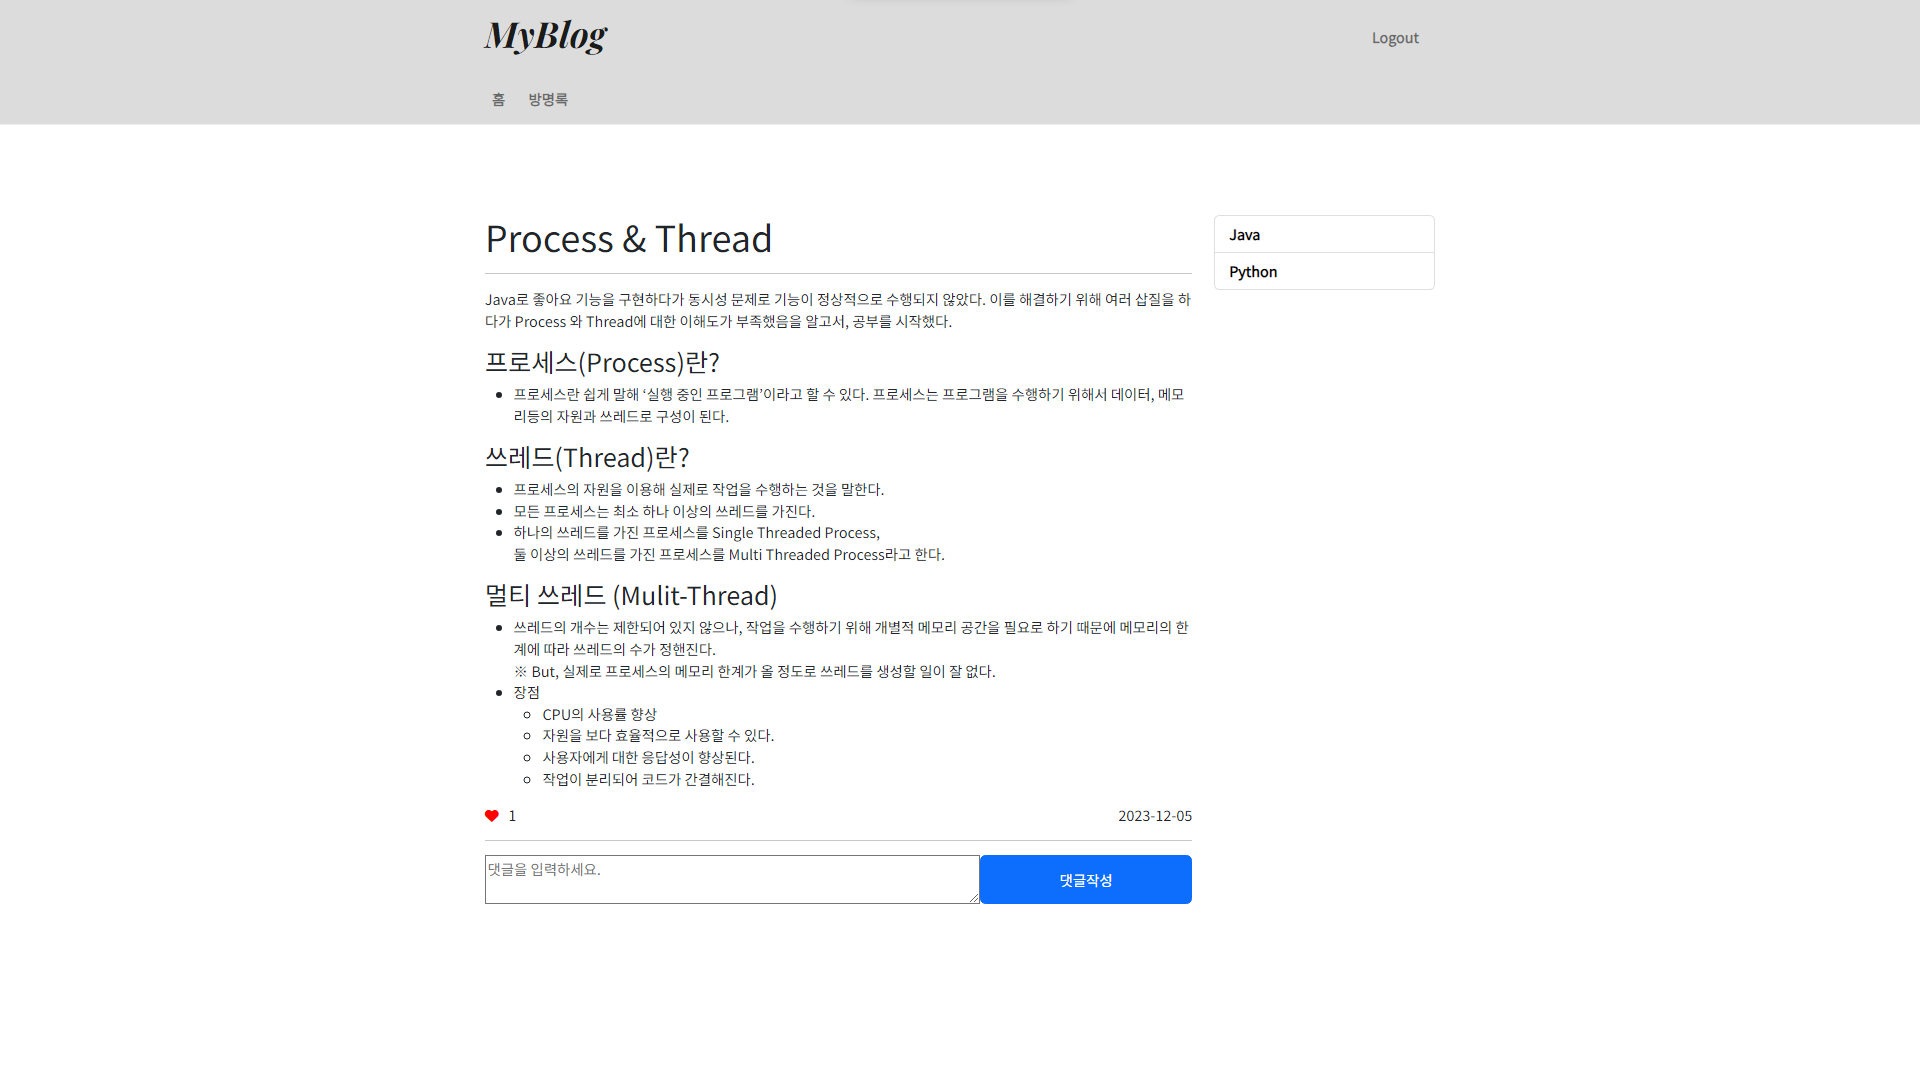 MyBlog
Logout
홈 방명록
Process & Thread
Java
Python
Java로 좋아요 기능을 구현하다가 동시성 문제로 기능이 정상적으로 수행되지 않았다. 이를 해결하기 위해 여러 삽질을 하
다가 Process 와 Thread에 대한 이해도가 부족했음을 알고서, 공부를 시작했다.
프로세스(Process)란?
프로세스란 쉽게 말해 ‘실행 중인 프로그램’이라고 할 수 있다. 프로세스는 프로그램을 수행하기 위해서 데이터, 메모
리등의 자원과 쓰레드로 구성이 된다.
쓰레드(Thread)란?
프로세스의 자원을 이용해 실제로 작업을 수행하는 것을 말한다.
모든 프로세스는 최소 하나 이상의 쓰레드를 가진다.
하나의 쓰레드를 가진 프로세스를 Single Threaded Process,
둘 이상의 쓰레드를 가진 프로세스를 Multi Threaded Process라고 한다.
멀티 쓰레드 (Mulit-Thread)
쓰레드의 개수는 제한되어 있지 않으나, 작업을 수행하기 위해 개별적 메모리 공간을 필요로 하기 때문에 메모리의 한
계에 따라 쓰레드의 수가 정핸진다.
※ But, 실제로 프로세스의 메모리 한계가 올 정도로 쓰레드를 생성할 일이 잘 없다.
장점
CPU의 사용률 향상
자원을 보다 효율적으로 사용할 수 있다.
사용자에게 대한 응답성이 향상된다.
작업이 분리되어 코드가 간결해진다.
1
2023-12-05
댓글을 입력하세요.
댓글작성